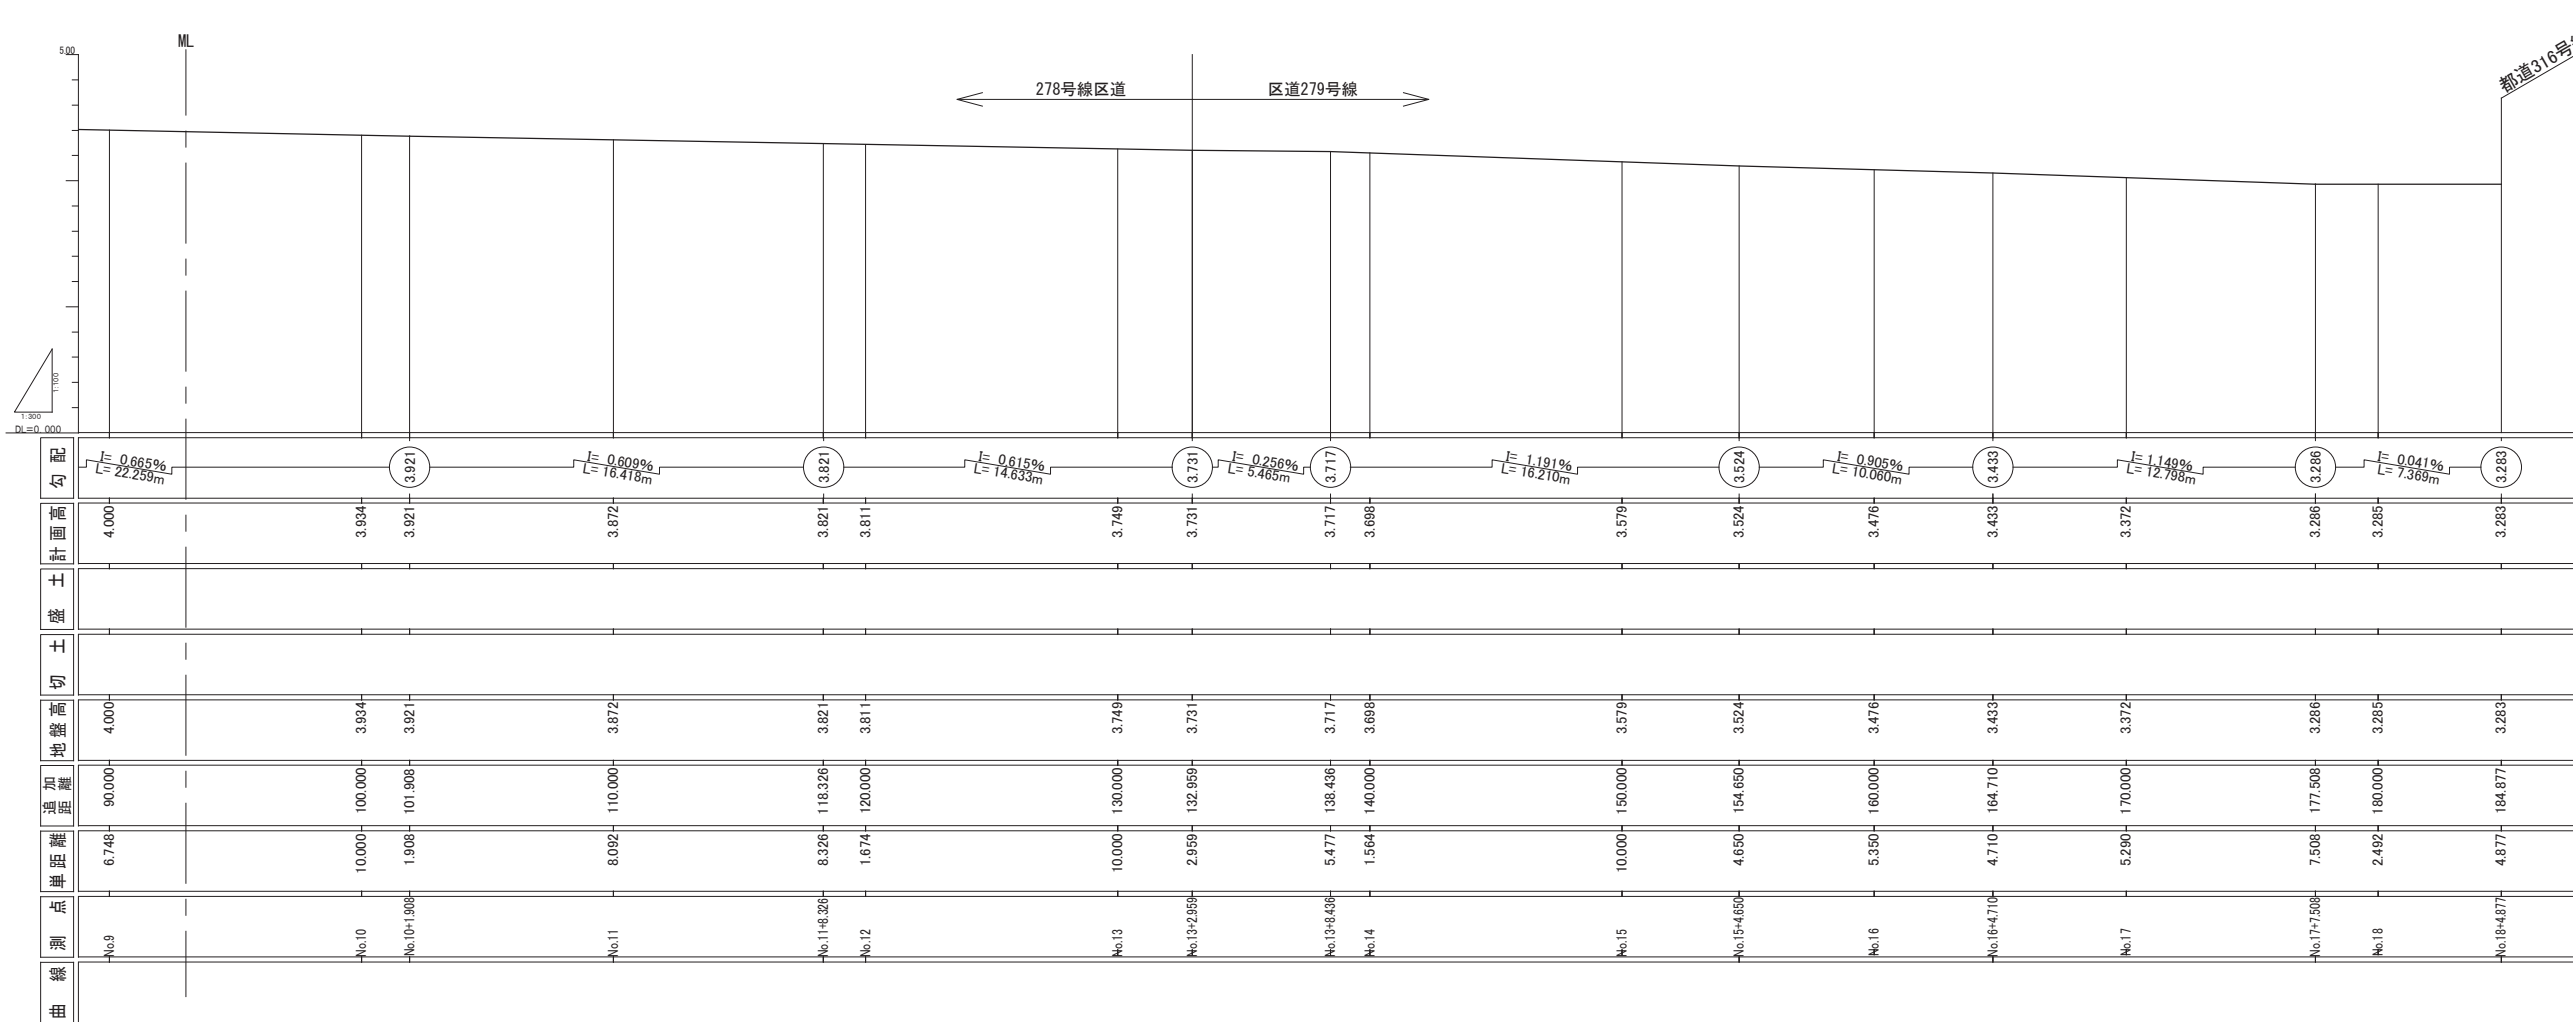 ML
5.00
278号線区道
区道279号線
都道316号
1:100
1:300
DL=0.000
勾配
I= 0.665%
L= 22.259m
3.921
I= 0.609%
L= 16.418m
3.821
I= 0.615%
L= 14.633m
3.731
I= 0.256%
L= 5.465m
3.717
I= 1.191%
L= 16.210m
3.524
I= 0.905%
L= 10.060m
3.433
I= 1.149%
L= 12.798m
3.286
I= 0.041%
L= 7.369m
3.283
計画高
4.000 3.934 3.921 3.872 3.821 3.811 3.749 3.731 3.717 3.698 3.579 3.524 3.476 3.433 3.372 3.286 3.285 3.283
盛土
切土
地盤高
4.000 3.934 3.921 3.872 3.821 3.811 3.749 3.731 3.717 3.698 3.579 3.524 3.476 3.433 3.372 3.286 3.285 3.283
追加
距離
90.000 100.000 101.908 110.000 118.326 120.000 130.000 132.959 138.436 140.000 150.000 154.650 160.000 164.710 170.000 177.508 180.000 184.877
単距離
6.748 10.000 1.908 8.092 8.326 1.674 10.000 2.959 5.477 1.564 10.000 4.650 5.350 4.710 5.290 7.508 2.492 4.877
測点
No.9 No.10 No.10+1.908 No.11 No.11+8.326 No.12 No.13 No.13+2.959 No.13+8.436 No.14 No.15 No.15+4.650 No.16 No.16+4.710 No.17 No.17+7.508 No.18 No.18+4.877
曲線